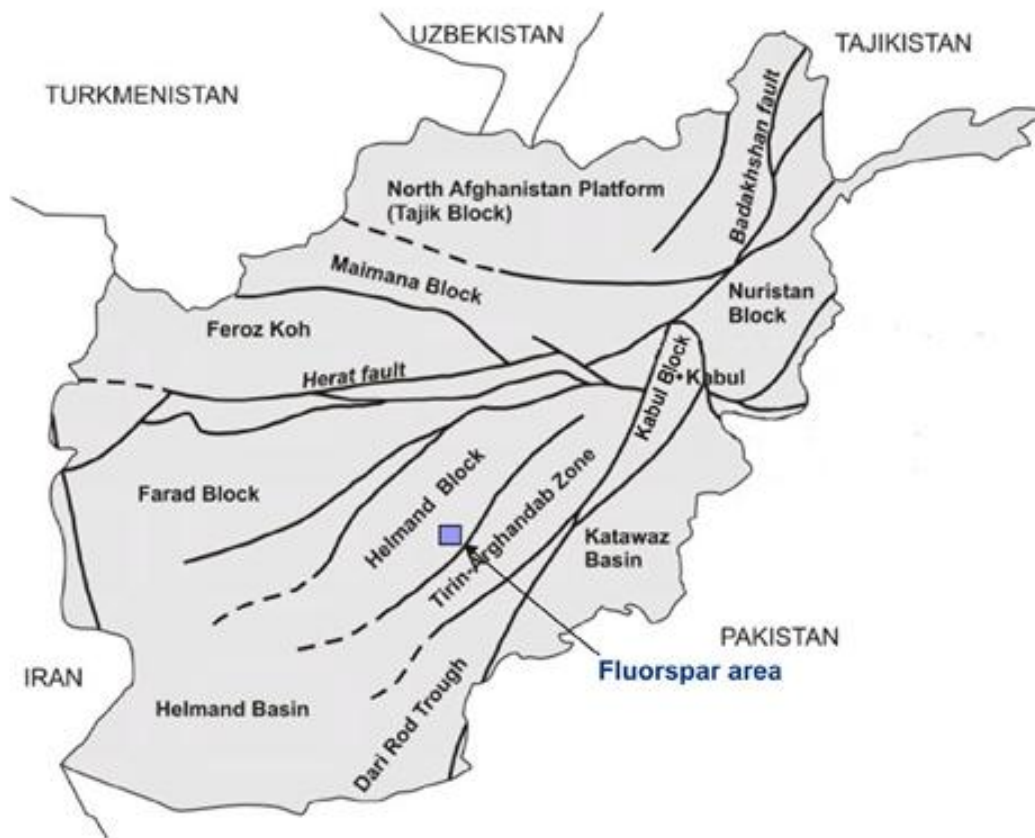 UZBEKISTAN
TAJIKISTAN
TURKMENISTAN
Badakhshan fault
North Afghanistan Platform
(Tajik Block)
Maimana Block
Nuristan
Block
Feroz Koh
Herat fault
Kabul Block
Kabul
Farad Block
Helmand Block
Tirin-Arghandab Zone
Katawaz
Basin
PAKISTAN
Fluorspar area
IRAN
Helmand Basin
Dari Rod Trough